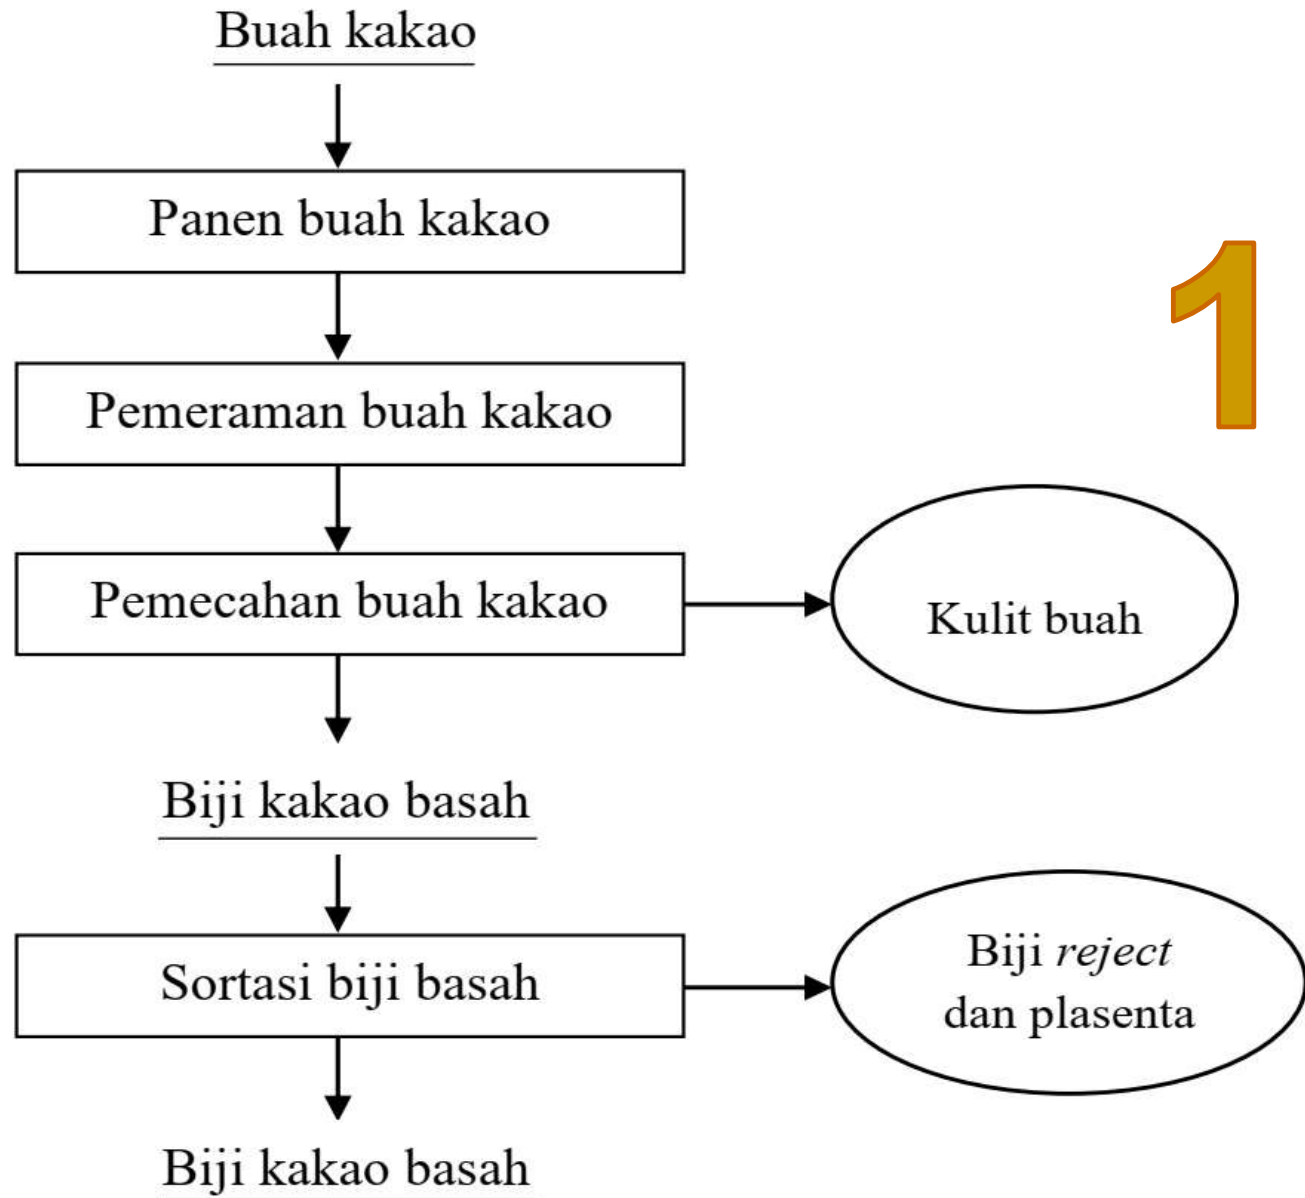 Buah kakao
Panen buah kakao
1
Pemeraman buah kakao
Pemecahan buah kakao
Kulit buah
Biji kakao basah
Sortasi biji basah
Biji reject
dan plasenta
Biji kakao basah